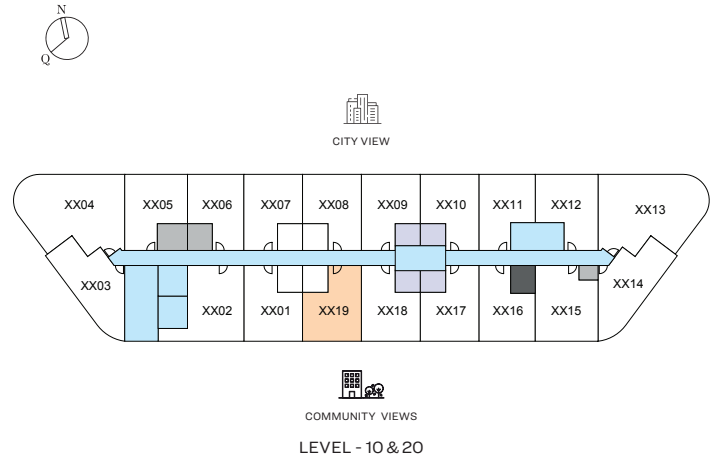 N
Q
CITY VIEW
XX04 XX05 XX06 XX07 XX08 XX09 XX10 XX11 XX12 XX13
XX03 XX02 XX01 XX19 XX18 XX17 XX16 XX15 XX14
COMMUNITY VIEWS
LEVEL - 10 & 20